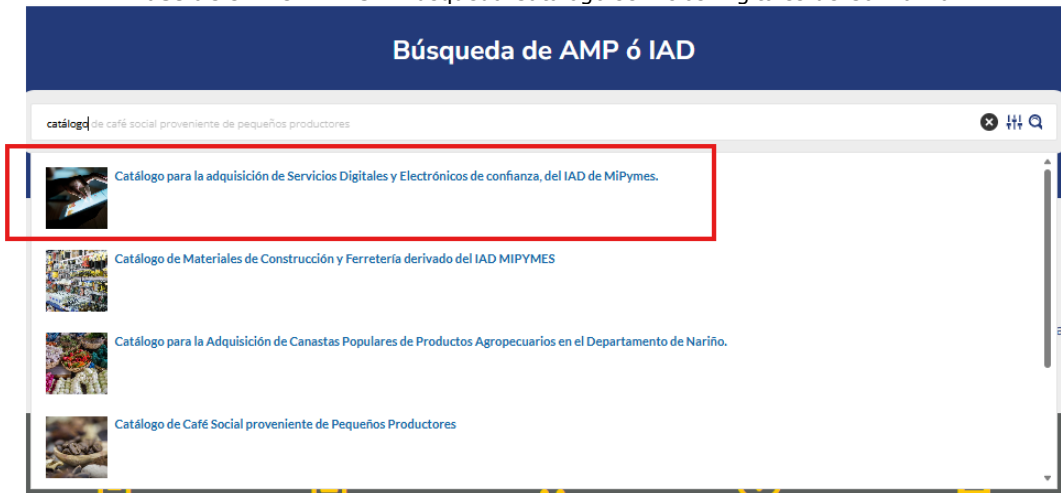 Búsqueda de AMP ó IAD
catálogo de café social proveniente de pequeños productores
Catálogo para la adquisición de Servicios Digitales y Electrónicos de confianza, del IAD de MiPymes.
Catálogo de Materiales de Construcción y Ferretería derivado del IAD MIPYMES
Catálogo para la Adquisición de Canastas Populares de Productos Agropecuarios en el Departamento de Nariño.
Catálogo de Café Social proveniente de Pequeños Productores